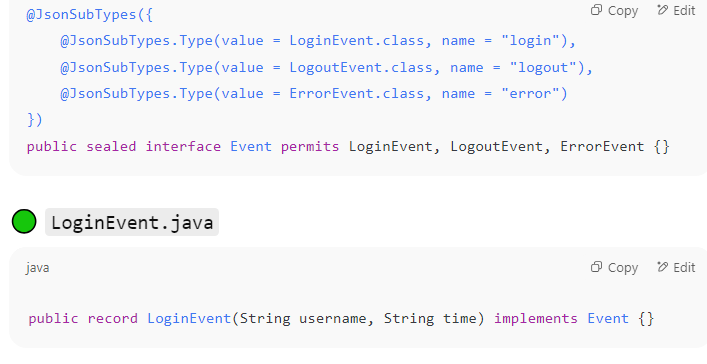 Copy Edit
@JsonSubTypes({
    @JsonSubTypes.Type(value = LoginEvent.class, name = "login"),
    @JsonSubTypes.Type(value = LogoutEvent.class, name = "logout"),
    @JsonSubTypes.Type(value = ErrorEvent.class, name = "error")
})
public sealed interface Event permits LoginEvent, LogoutEvent, ErrorEvent {}
LoginEvent.java
java Copy Edit
public record LoginEvent(String username, String time) implements Event {}